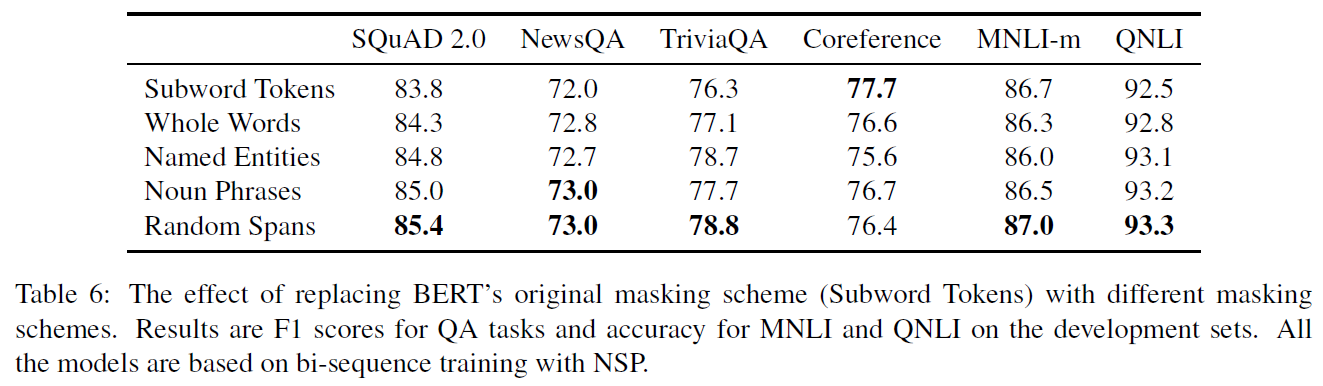 SQuAD 2.0 NewsQA TriviaQA Coreference MNLI-m QNLI
Subword Tokens 83.8 72.0 76.3 77.7 86.7 92.5
Whole Words 84.3 72.8 77.1 76.6 86.3 92.8
Named Entities 84.8 72.7 78.7 75.6 86.0 93.1
Noun Phrases 85.0 73.0 77.7 76.7 86.5 93.2
Random Spans 85.4 73.0 78.8 76.4 87.0 93.3
Table 6: The effect of replacing BERT's original masking scheme (Subword Tokens) with different masking
schemes. Results are F1 scores for QA tasks and accuracy for MNLI and QNLI on the development sets. All
the models are based on bi-sequence training with NSP.